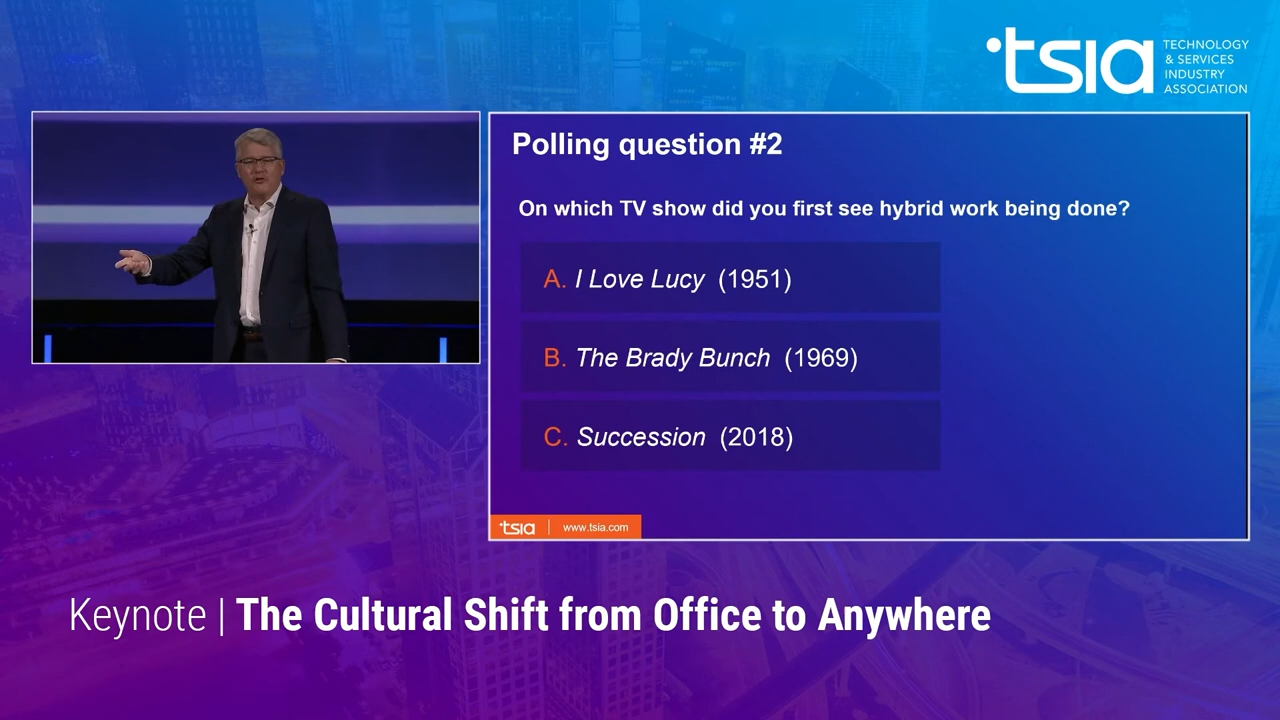 tsia
TECHNOLOGY
& SERVICES
INDUSTRY
ASSOCIATION
Polling question #2
On which TV show did you first see hybrid work being done?
A. I Love Lucy (1951)
B. The Brady Bunch (1969)
C. Succession (2018)
tsia | www.tsia.com
Keynote | The Cultural Shift from Office to Anywhere